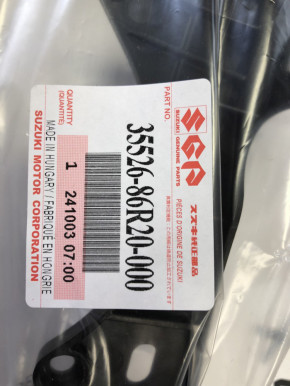 SGP
SUZUKI GENUINE PARTS
スズキ純正部品
PIÈCES D'ORIGINE DE SUZUKI
PART NO.
35526-86R20-000
QUANTITY
(QUANTITÉ)
1 241003 07:00
MADE IN HUNGARY / FABRIQUÉ EN HONGRIE
SUZUKI MOTOR CORPORATION